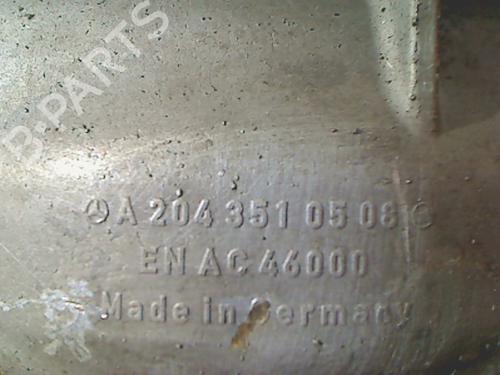 B-PARTS
A 204 351 05 08
EN AC 46000
Made in Germany